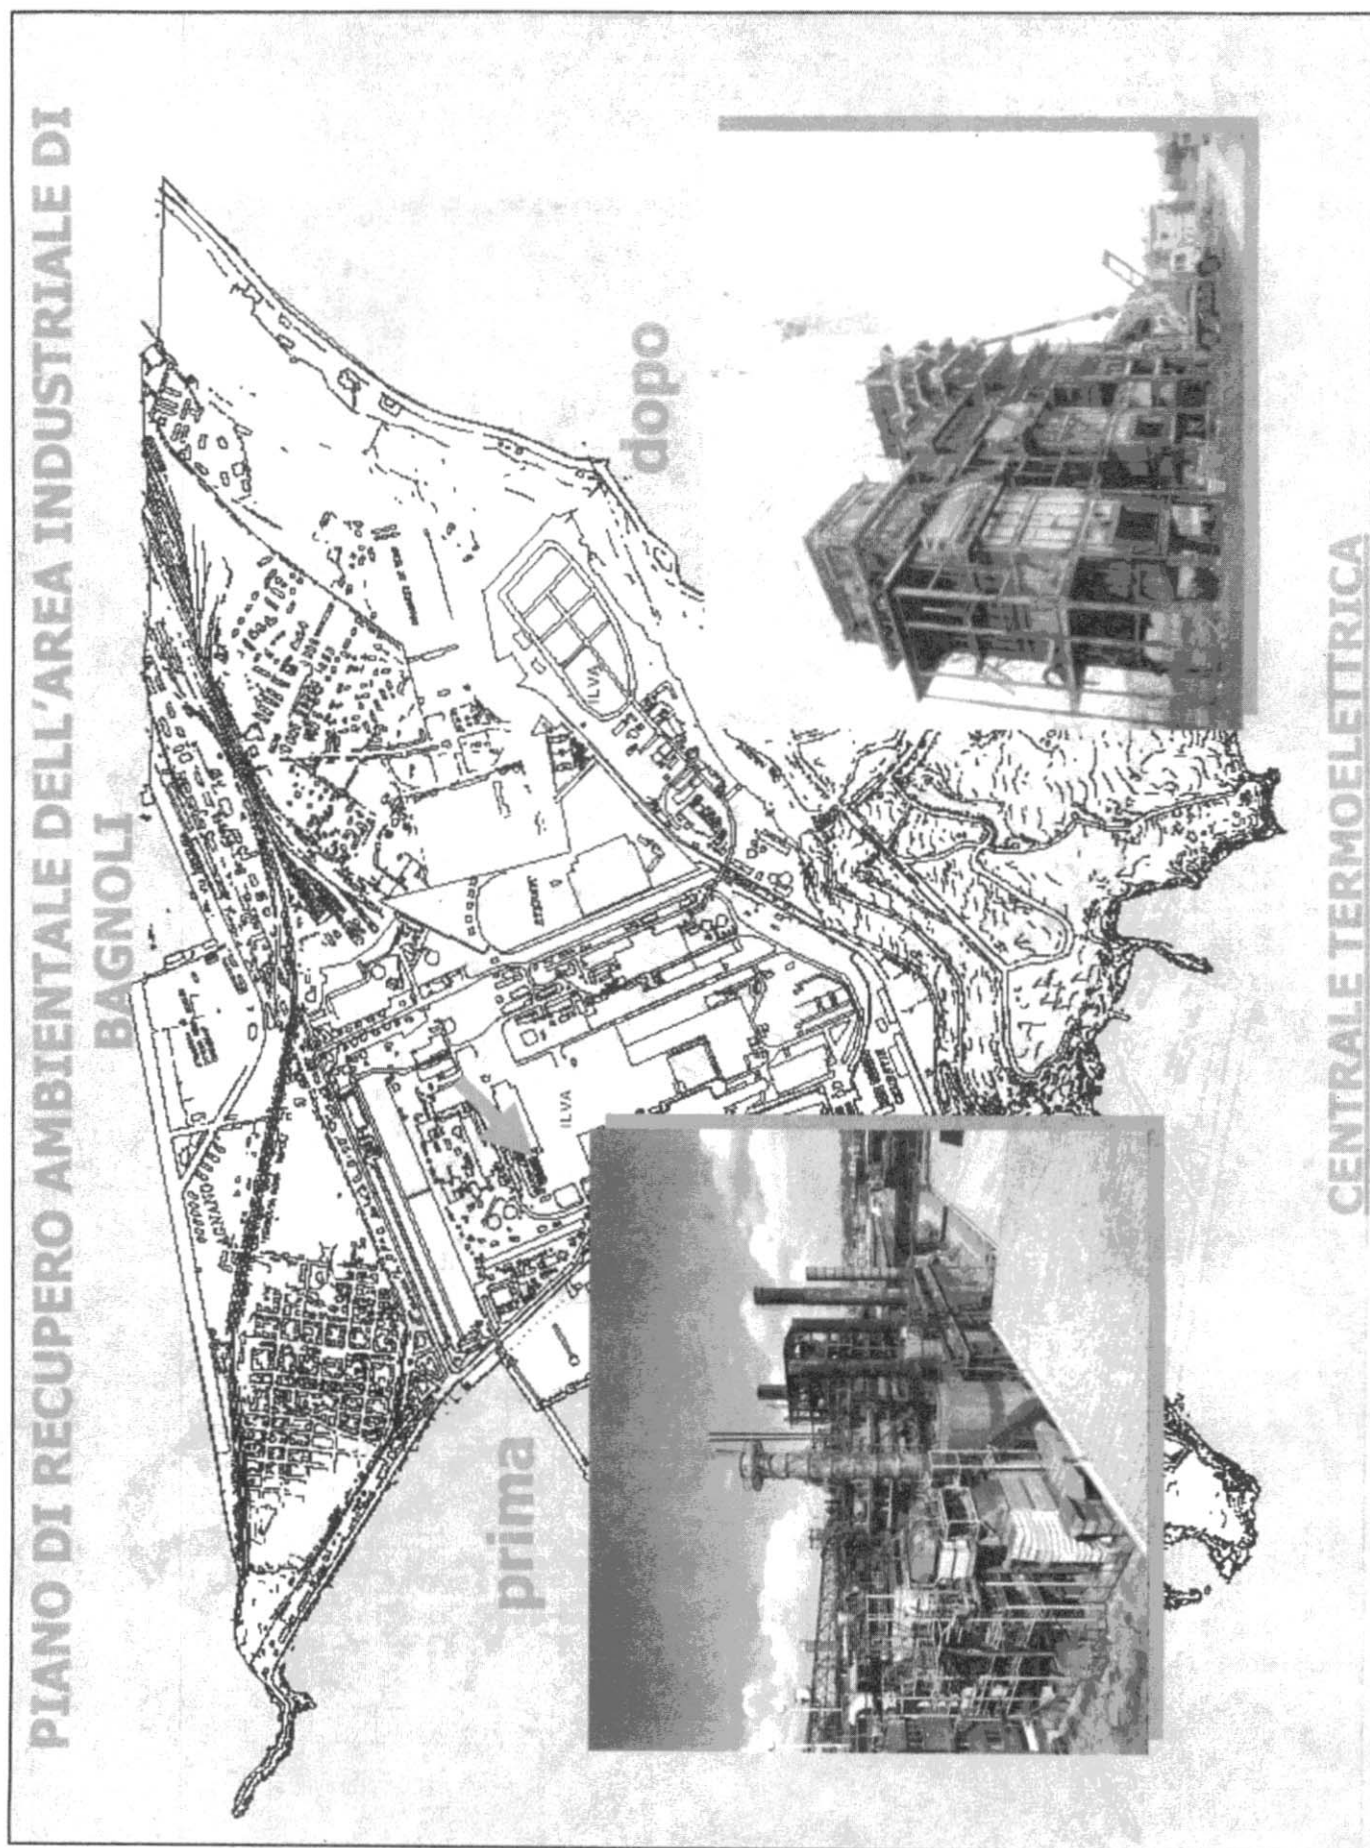 PIANO DI RECUPERO AMBIENTALE DELL'AREA INDUSTRIALE DI
BAGNOLI
prima
dopo
ILVA
ILVA
CENTRALE TERMOELETTRICA